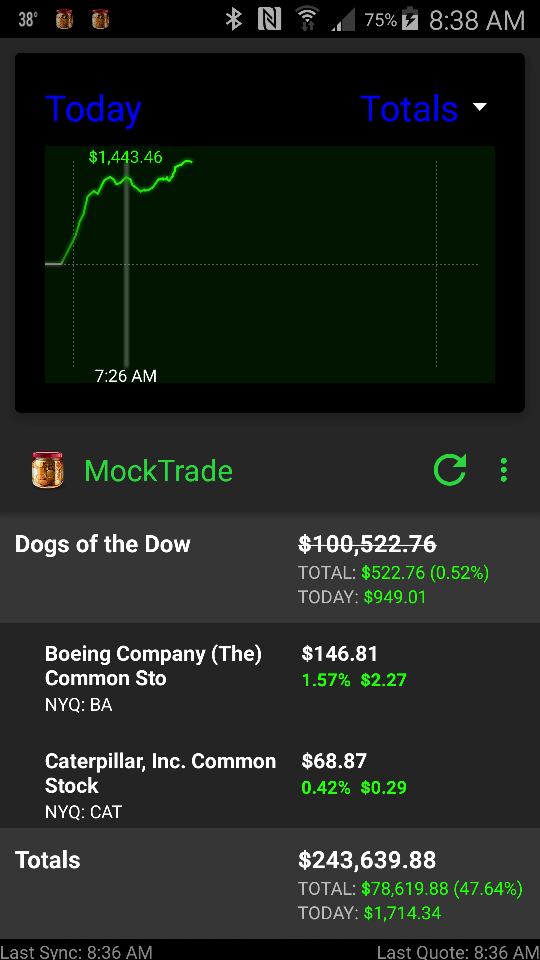 38°
75%
8:38 AM
Today
Totals
$1,443.46
7:26 AM
MockTrade
Dogs of the Dow
$100,522.76
TOTAL: $522.76 (0.52%)
TODAY: $949.01
Boeing Company (The)
Common Sto
NYQ: BA
$146.81
1.57% $2.27
Caterpillar, Inc. Common
Stock
NYQ: CAT
$68.87
0.42% $0.29
Totals
$243,639.88
TOTAL: $78,619.88 (47.64%)
TODAY: $1,714.34
Last Sync: 8:36 AM
Last Quote: 8:36 AM